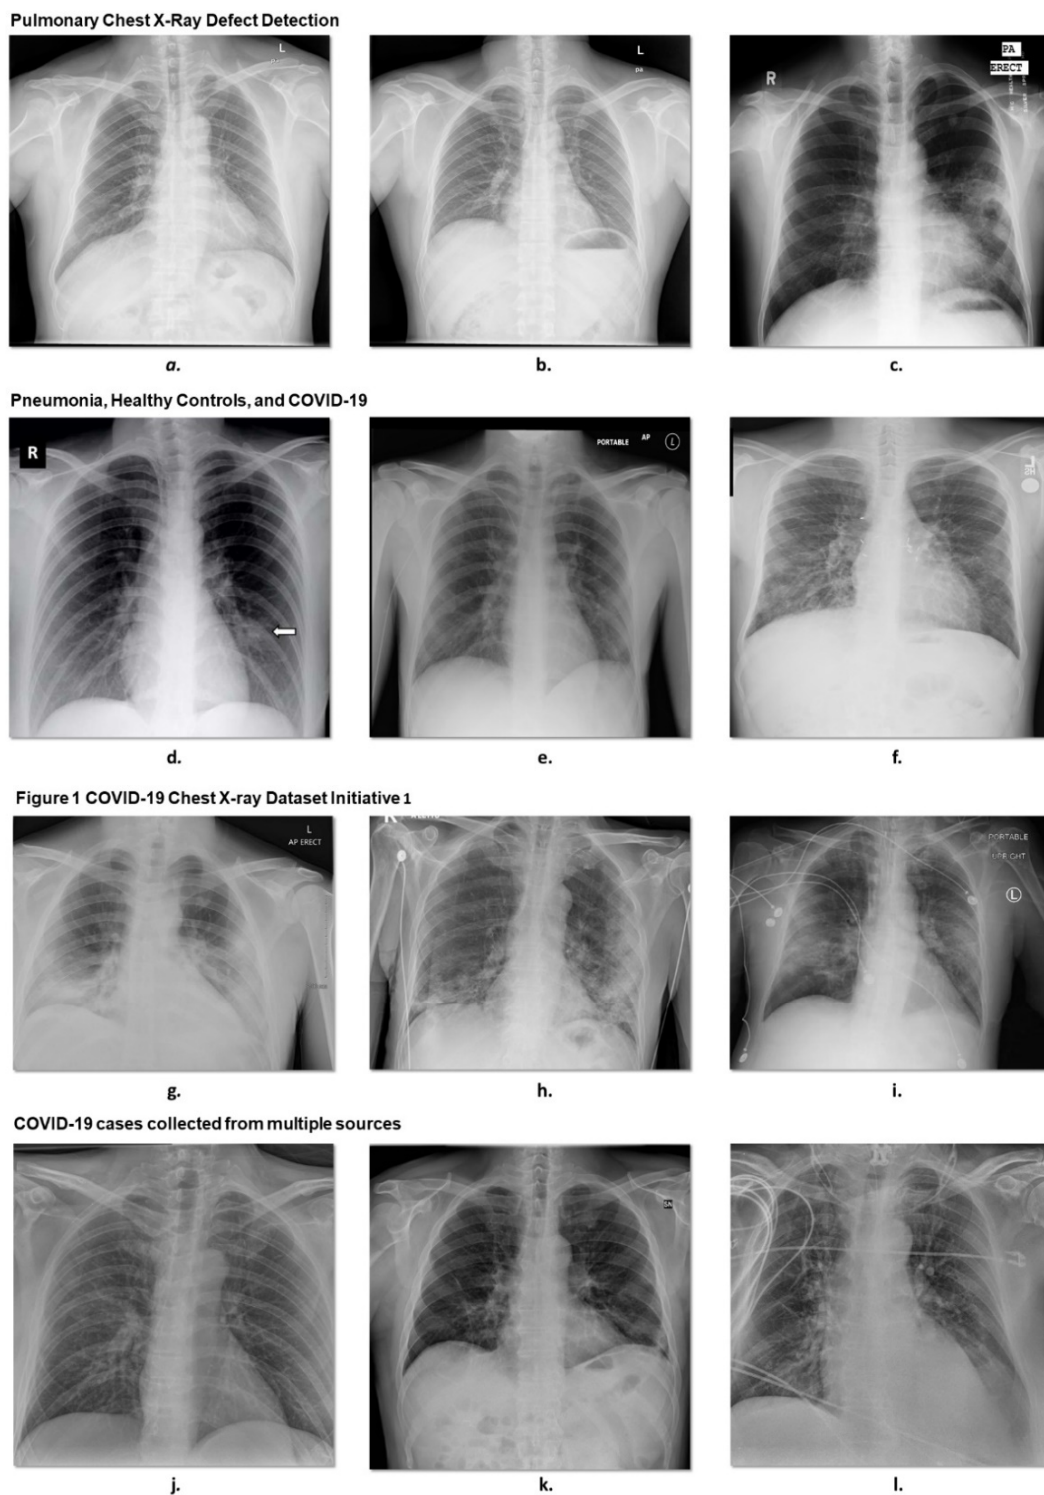 Pulmonary Chest X-Ray Defect Detection
L
pa
L
pa
R
PA
ERECT
a.
b.
c.
Pneumonia, Healthy Controls, and COVID-19
R
PORTABLE AP L
d.
e.
f.
Figure 1 COVID-19 Chest X-ray Dataset Initiative 1
L
AP ERECT
PORTABLE
L
g.
h.
i.
COVID-19 cases collected from multiple sources
j.
k.
l.